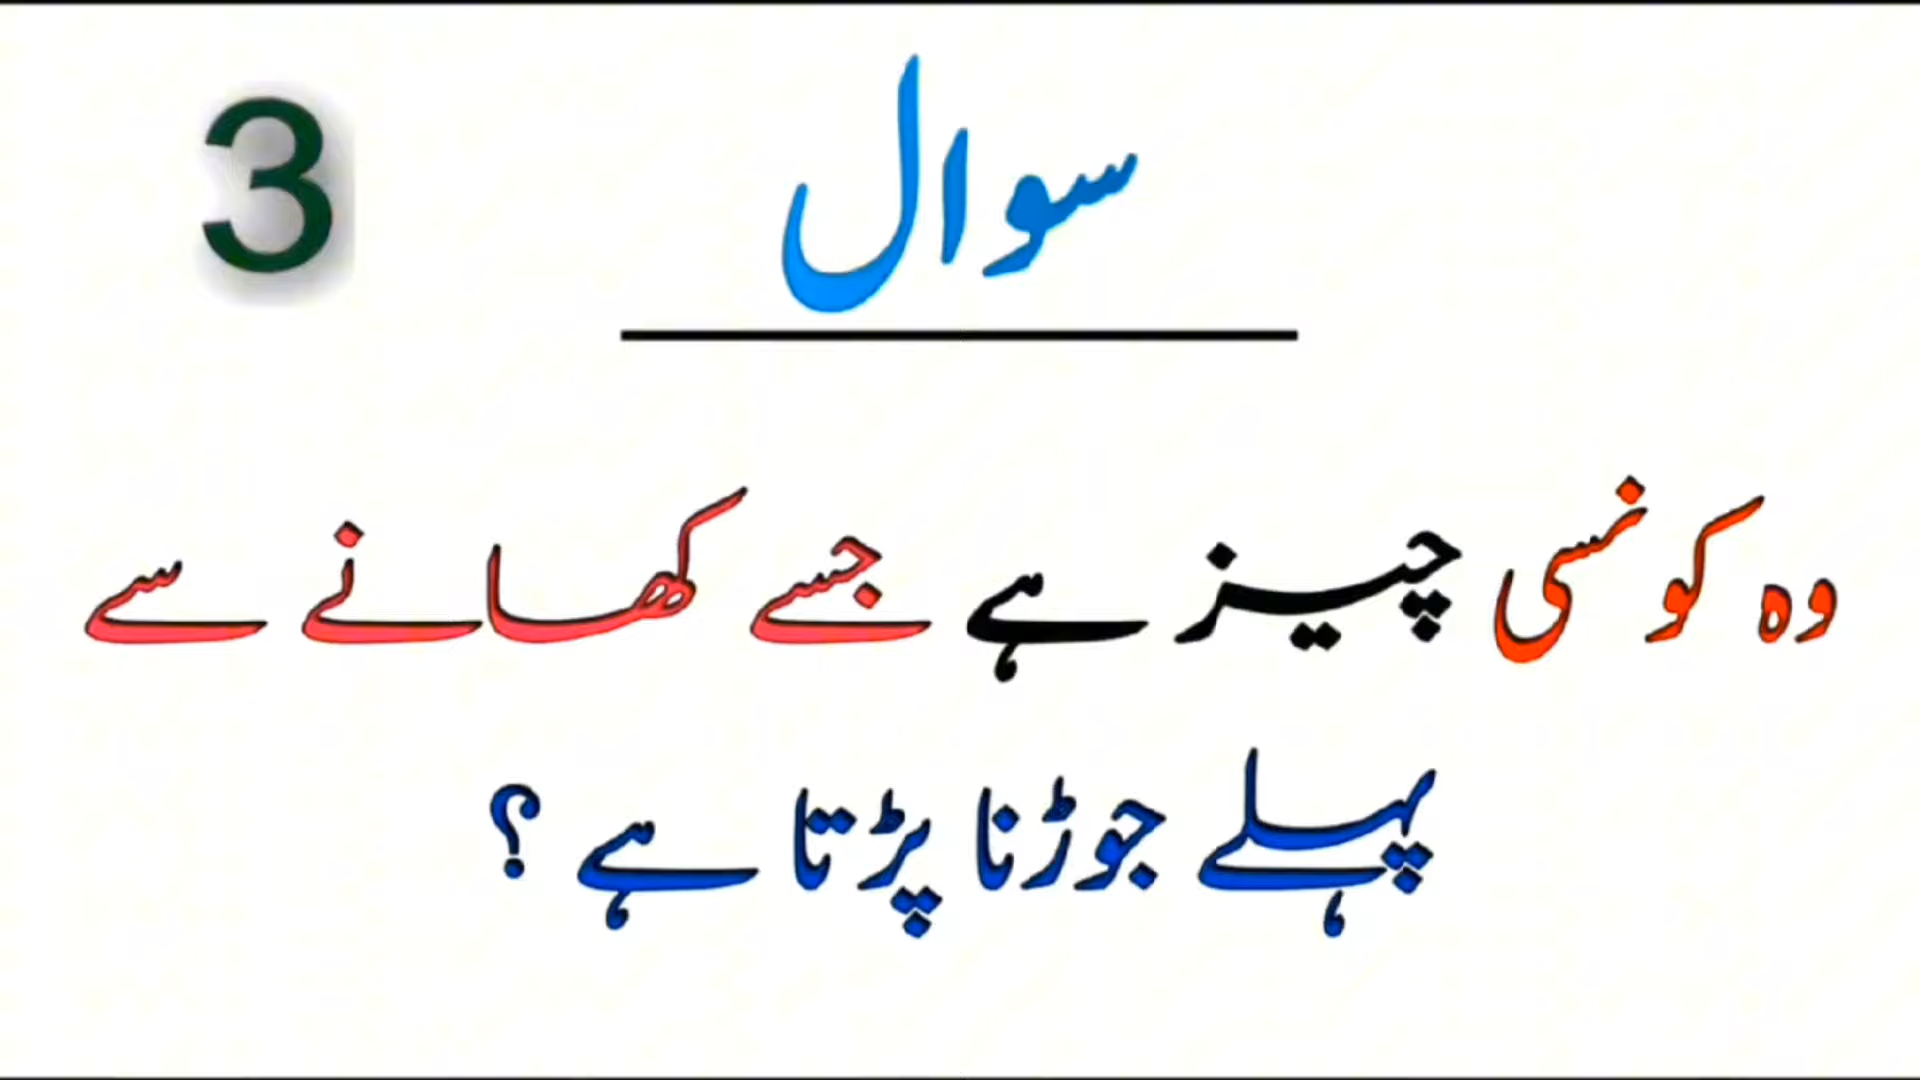 3
سوال
وہ کونسی چیز ہے جسے کھانے سے
پہلے جوڑنا پڑتا ہے ؟